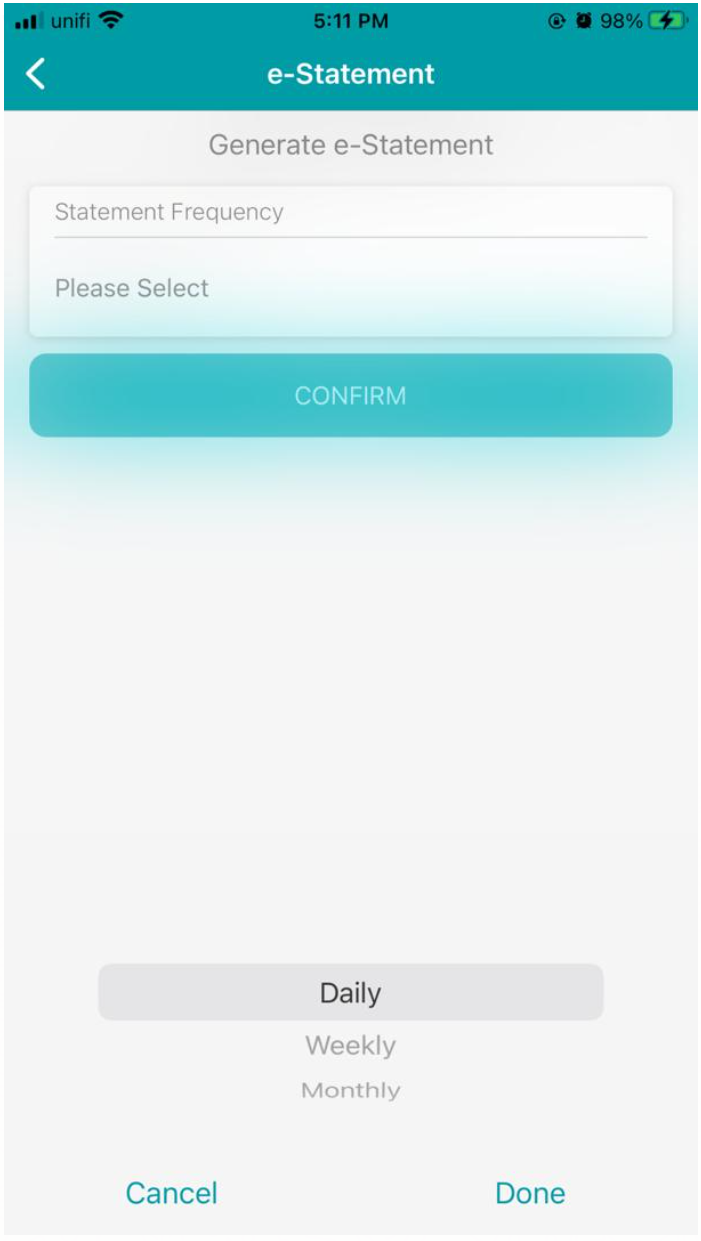 unifi 5:11 PM 98%
e-Statement
Generate e-Statement
Statement Frequency
Please Select
CONFIRM
Daily
Weekly
Monthly
Cancel Done